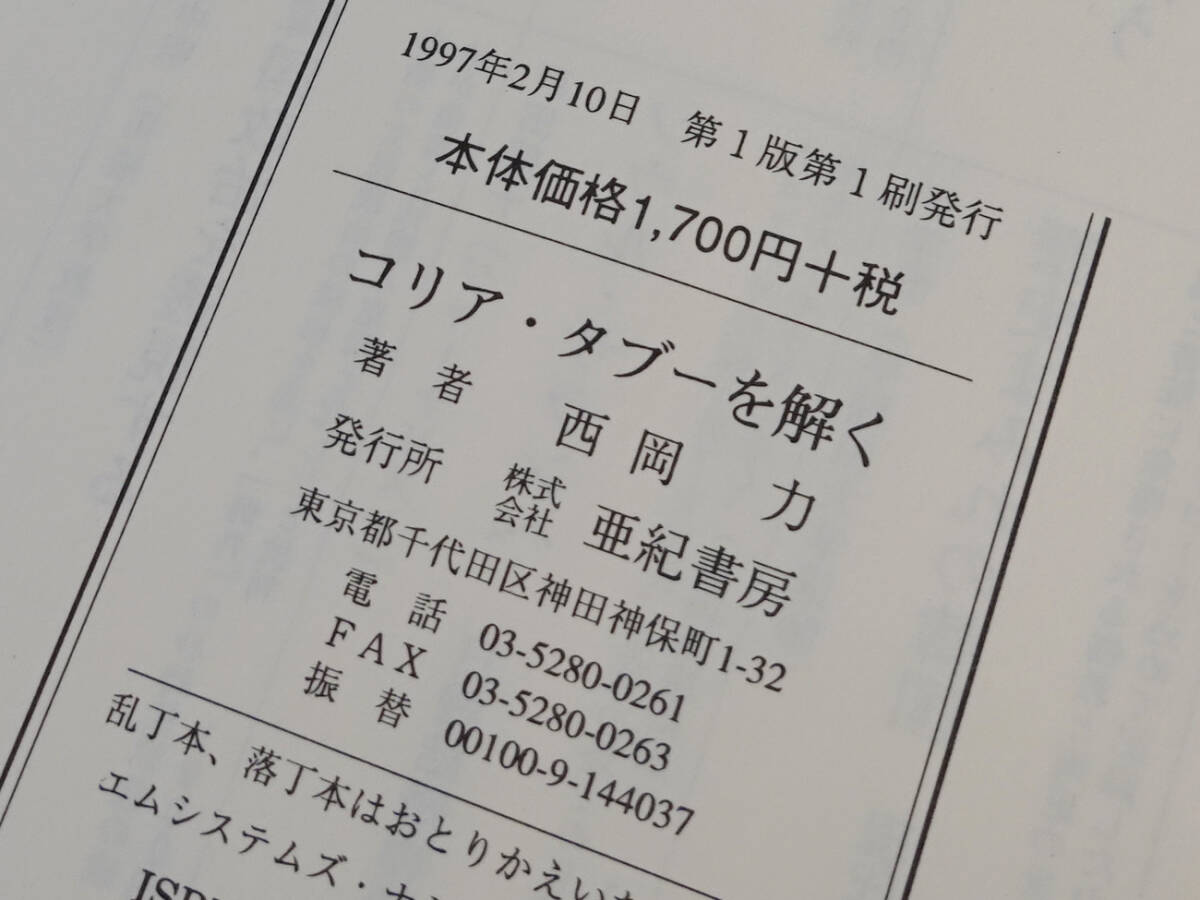 1997年2月10日 第1版第1刷発行
本体価格1,700円+税
コリア・タブーを解く
著者 西岡 力
発行所 株式会社 亜紀書房
東京都千代田区神田神保町1-32
電話 03-5280-0261
FAX 03-5280-0263
振替 00100-9-144037
乱丁本、落丁本はおとりかえいた
エムシステムズ・